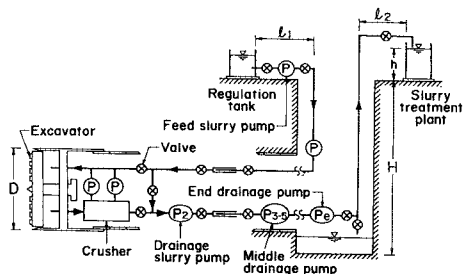 ℓ1
ℓ2
P
h
Regulation
tank
Slurry
treatment
plant
Feed slurry pump
Excavator
Valve
P
P
P
D
End drainage pump
H
P2
P3-5
Pe
Crusher
Drainage
slurry pump
Middle
drainage pump